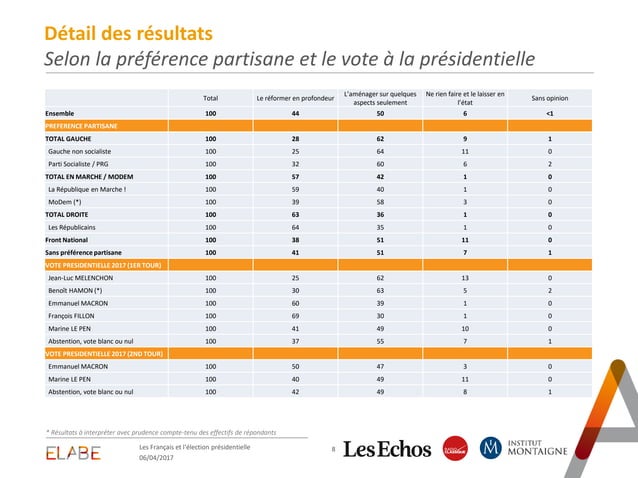 Détail des résultats
Selon la préférence partisane et le vote à la présidentielle
Total Le réformer en profondeur L'aménager sur quelques aspects seulement Ne rien faire et le laisser en l'état Sans opinion
Ensemble 100 44 50 6 <1
PREFERENCE PARTISANE
TOTAL GAUCHE 100 28 62 9 1
Gauche non socialiste 100 25 64 11 0
Parti Socialiste / PRG 100 32 60 6 2
TOTAL EN MARCHE / MODEM 100 57 42 1 0
La République en Marche ! 100 59 40 1 0
MoDem (*) 100 39 58 3 0
TOTAL DROITE 100 63 36 1 0
Les Républicains 100 64 35 1 0
Front National 100 38 51 11 0
Sans préférence partisane 100 41 51 7 1
VOTE PRESIDENTIELLE 2017 (1ER TOUR)
Jean-Luc MELENCHON 100 25 62 13 0
Benoît HAMON (*) 100 30 63 5 2
Emmanuel MACRON 100 60 39 1 0
François FILLON 100 69 30 1 0
Marine LE PEN 100 41 49 10 0
Abstention, vote blanc ou nul 100 37 55 7 1
VOTE PRESIDENTIELLE 2017 (2ND TOUR)
Emmanuel MACRON 100 50 47 3 0
Marine LE PEN 100 40 49 11 0
Abstention, vote blanc ou nul 100 42 49 8 1
* Résultats à interpréter avec prudence compte-tenu des effectifs de répondants
ELABE
Les Français et l'élection présidentielle
06/04/2017
8
Les Echos
RADIO CLASSIQUE
INSTITUT MONTAIGNE